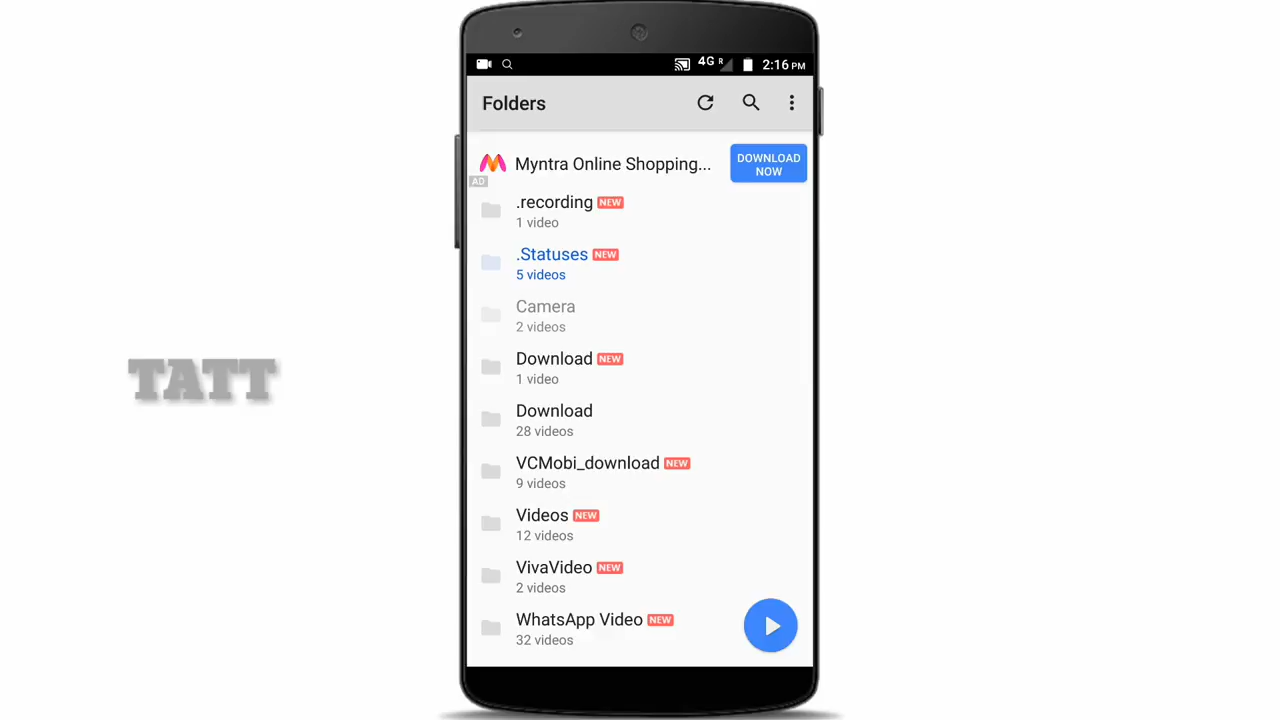 4G R 2:16 PM
Folders
Myntra Online Shopping...
DOWNLOAD NOW
AD
.recording NEW
1 video
.Statuses NEW
5 videos
Camera
2 videos
Download NEW
1 video
TATT
Download
28 videos
VCMobi_download NEW
9 videos
Videos NEW
12 videos
VivaVideo NEW
2 videos
WhatsApp Video NEW
32 videos